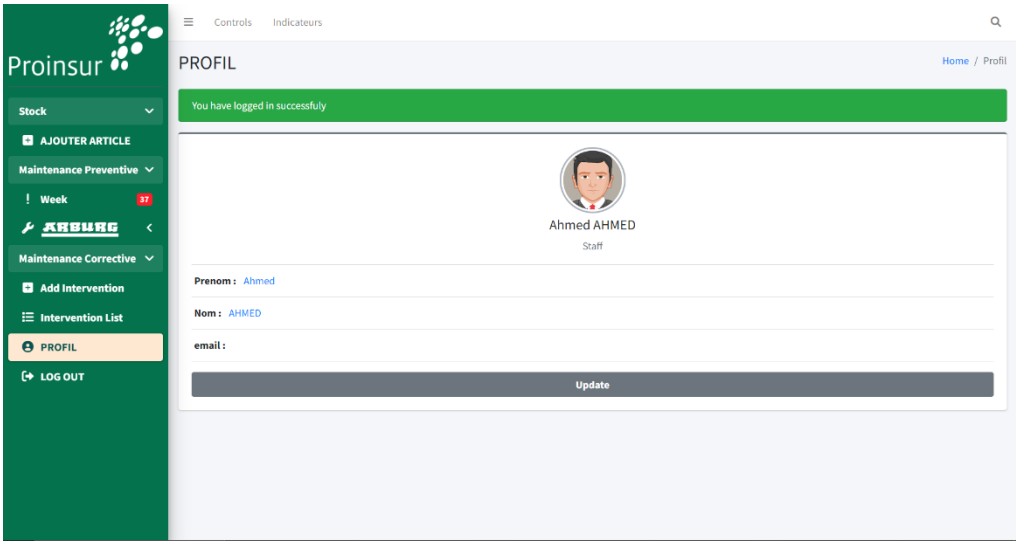 Proinsur
Controls Indicateurs
PROFIL
Home / Profil
You have logged in successfuly
Stock
AJOUTER ARTICLE
Maintenance Preventive
! Week 37
ARBURG
Maintenance Corrective
Add Intervention
Intervention List
PROFIL
LOG OUT
Ahmed AHMED
Staff
Prenom : Ahmed
Nom : AHMED
email :
Update